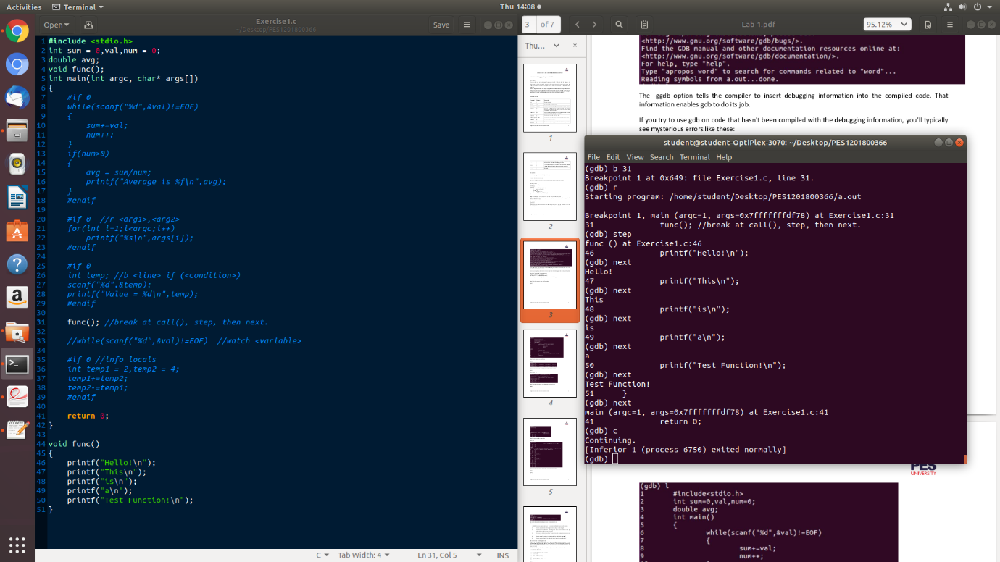 Activities
Terminal
Thu 14:08
Open
Exercise1.c
~/Desktop/PES1201800366
Save
1 #include <stdio.h>
2 int sum = 0,val,num = 0;
3 double avg;
4 void func();
5 int main(int argc, char* args[])
6 {
7 #if 0
8 while(scanf("%d",&val)!=EOF)
9 {
10 sum+=val;
11 num++;
12 }
13 if(num>0)
14 {
15 avg = sum/num;
16 printf("Average is %f\n",avg);
17 }
18 #endif
19
20 #if 0 //r <arg1>,<arg2>
21 for(int i=1;i<argc;i++)
22 printf("%s\n",args[i]);
23 #endif
24
25 #if 0
26 int temp; //b <line> if (<condition>)
27 scanf("%d",&temp);
28 printf("Value = %d\n",temp);
29 #endif
30
31 func(); //break at call(), step, then next.
32
33 //while(scanf("%d",&val)!=EOF) //watch <variable>
34
35 #if 0 //info locals
36 int temp1 = 2,temp2 = 4;
37 temp1+=temp2;
38 temp2-=temp1;
39 #endif
40
41 return 0;
42 }
43
44 void func()
45 {
46 printf("Hello!\n");
47 printf("This\n");
48 printf("is\n");
49 printf("a\n");
50 printf("Test Function!\n");
51 }
C
Tab Width: 4
Ln 31, Col 5
INS
3 of 7
Lab 1.pdf
95.12%
Thu...
1
2
3
4
5
<http://www.gnu.org/software/gdb/bugs/>.
Find the GDB manual and other documentation resources online at:
<http://www.gnu.org/software/gdb/documentation/>.
For help, type "help".
Type "apropos word" to search for commands related to "word"...
Reading symbols from a.out...done.
The -ggdb option tells the compiler to insert debugging information into the compiled code. That
information enables gdb to do its job.
If you try to use gdb on code that hasn't been compiled with the debugging information, you'll typically
see mysterious errors like these:
student@student-OptiPlex-3070: ~/Desktop/PES1201800366
File Edit View Search Terminal Help
(gdb) b 31
Breakpoint 1 at 0x649: file Exercise1.c, line 31.
(gdb) r
Starting program: /home/student/Desktop/PES1201800366/a.out
Breakpoint 1, main (argc=1, args=0x7fffffffdf78) at Exercise1.c:31
31 func(); //break at call(), step, then next.
(gdb) step
func () at Exercise1.c:46
46 printf("Hello!\n");
(gdb) next
Hello!
47 printf("This\n");
(gdb) next
This
48 printf("is\n");
(gdb) next
is
49 printf("a\n");
(gdb) next
a
50 printf("Test Function!\n");
(gdb) next
Test Function!
51 }
(gdb) next
main (argc=1, args=0x7fffffffdf78) at Exercise1.c:41
41 return 0;
(gdb) c
Continuing.
[Inferior 1 (process 6750) exited normally]
(gdb)
PES
UNIVERSITY
(gdb) l
1 #include<stdio.h>
2 int sum=0,val,num=0;
3 double avg;
4 int main()
5 {
6 while(scanf("%d",&val)!=EOF)
7 {
8 sum+=val;
9 num++;